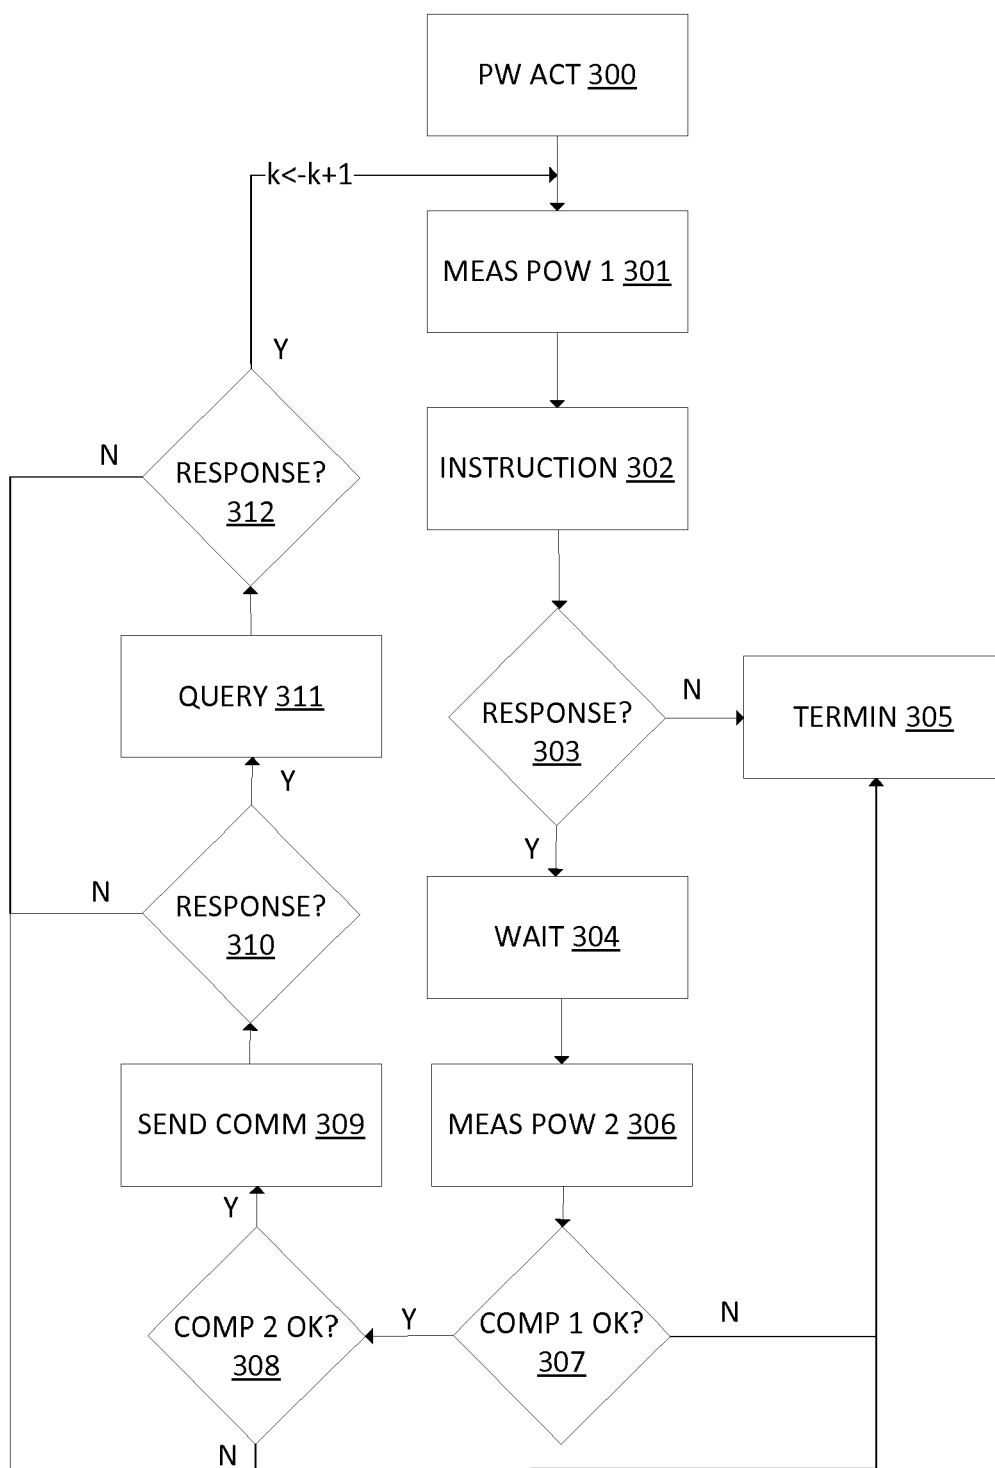 PW ACT 300
k<-k+1
MEAS POW 1 301
Y
N
RESPONSE?
312
INSTRUCTION 302
QUERY 311
RESPONSE?
303
N
TERMIN 305
Y
Y
N
RESPONSE?
310
WAIT 304
SEND COMM 309
MEAS POW 2 306
Y
COMP 2 OK?
308
Y
COMP 1 OK?
307
N
N